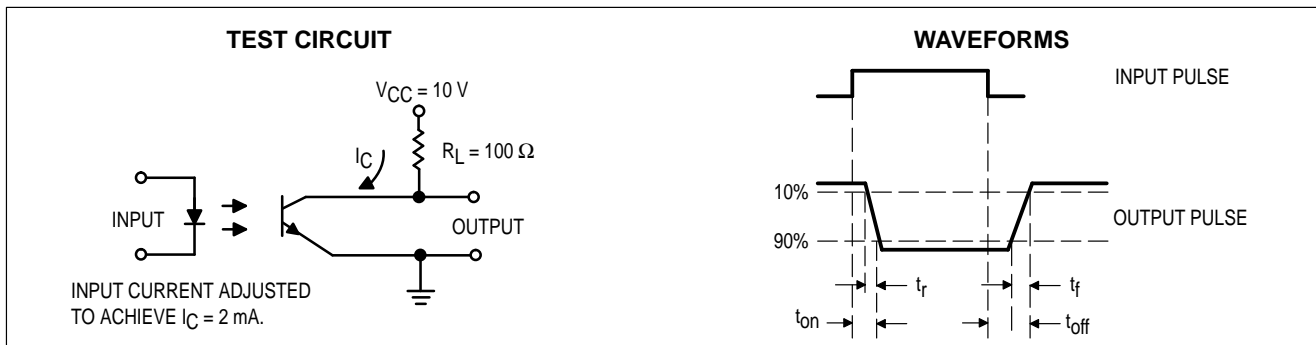 TEST CIRCUIT
VCC = 10 V
IC
RL = 100 Ω
INPUT
OUTPUT
INPUT CURRENT ADJUSTED
TO ACHIEVE IC = 2 mA.
WAVEFORMS
INPUT PULSE
10%
OUTPUT PULSE
90%
tr
tf
ton
toff